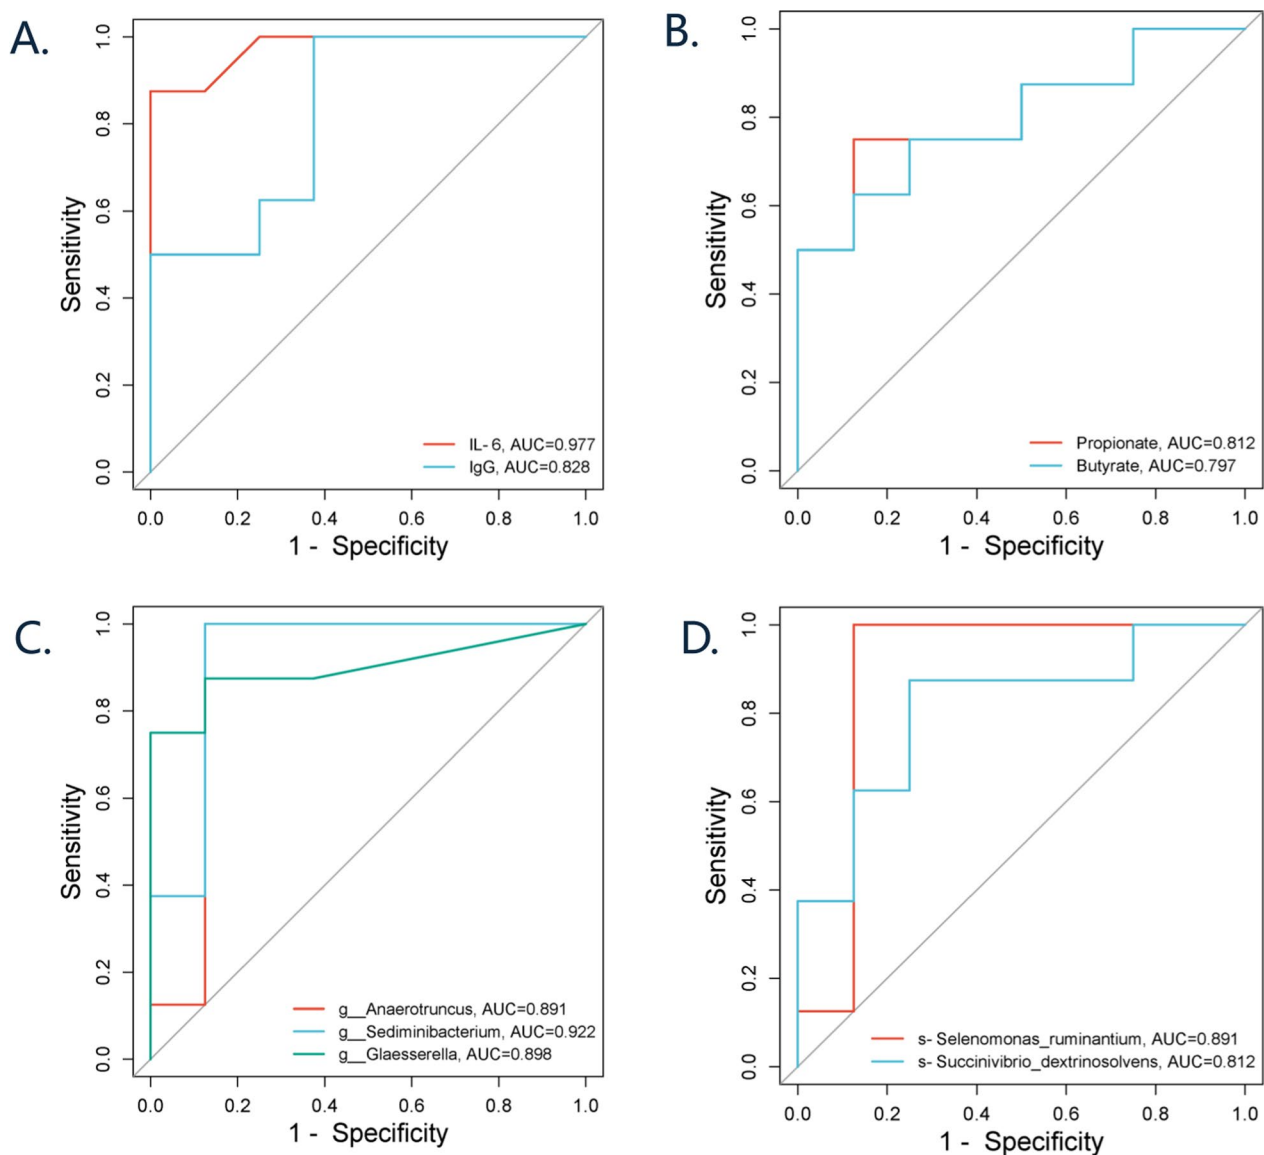 A.
Sensitivity
1.0
0.8
0.6
0.4
0.2
0.0
IL-6, AUC=0.977
IgG, AUC=0.828
0.0 0.2 0.4 0.6 0.8 1.0
1 - Specificity
B.
Sensitivity
1.0
0.8
0.6
0.4
0.2
0.0
Propionate, AUC=0.812
Butyrate, AUC=0.797
0.0 0.2 0.4 0.6 0.8 1.0
1 - Specificity
C.
Sensitivity
1.0
0.8
0.6
0.4
0.2
0.0
g__Anaerotruncus, AUC=0.891
g__Sediminibacterium, AUC=0.922
g__Glaesserella, AUC=0.898
0.0 0.2 0.4 0.6 0.8 1.0
1 - Specificity
D.
Sensitivity
1.0
0.8
0.6
0.4
0.2
0.0
s-Selenomonas_ruminantium, AUC=0.891
s-Succinivibrio_dextrinosolvens, AUC=0.812
0.0 0.2 0.4 0.6 0.8 1.0
1 - Specificity